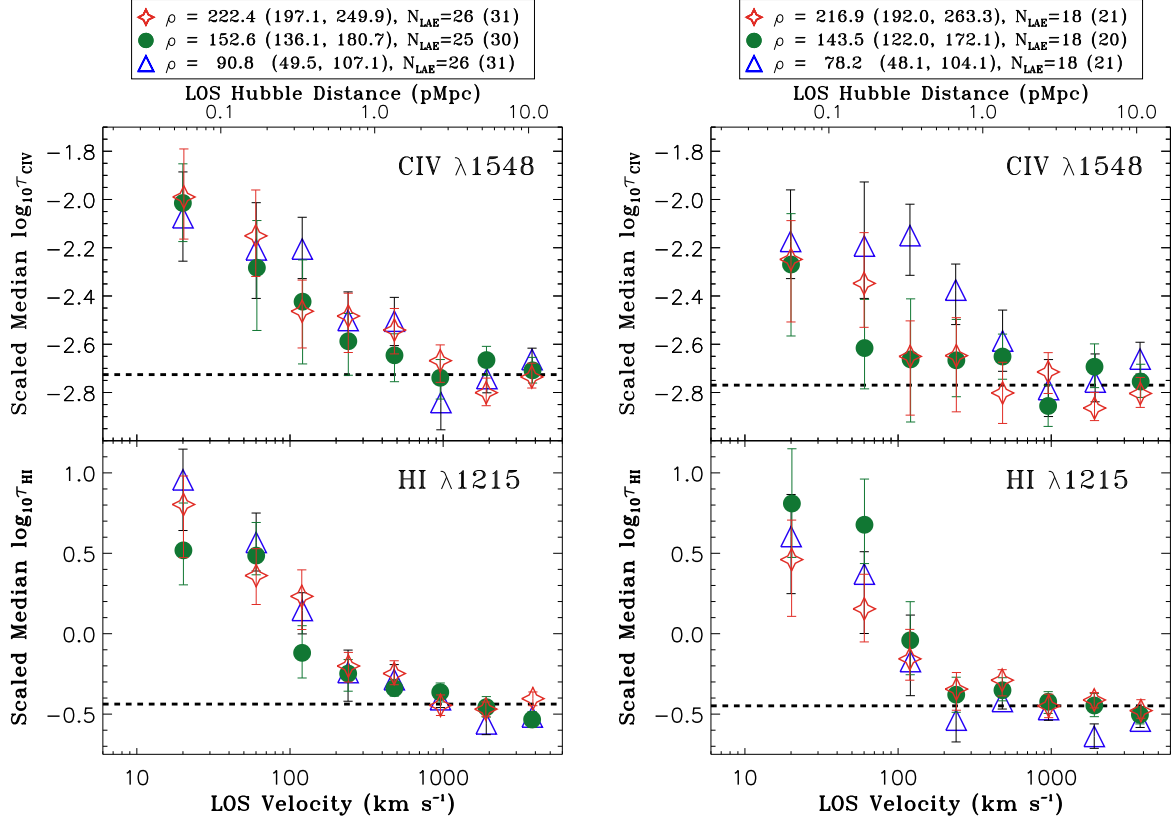 ρ = 222.4 (197.1, 249.9), N_LAE=26 (31)
ρ = 152.6 (136.1, 180.7), N_LAE=25 (30)
ρ = 90.8 (49.5, 107.1), N_LAE=26 (31)
LOS Hubble Distance (pMpc)
0.1 1.0 10.0
Scaled Median log₁₀τ_CIV
CIV λ1548
−1.8
−2.0
−2.2
−2.4
−2.6
−2.8
Scaled Median log₁₀τ_HI
HI λ1215
1.0
0.5
0.0
−0.5
10 100 1000
LOS Velocity (km s⁻¹)
ρ = 216.9 (192.0, 263.3), N_LAE=18 (21)
ρ = 143.5 (122.0, 172.1), N_LAE=18 (20)
ρ = 78.2 (48.1, 104.1), N_LAE=18 (21)
LOS Hubble Distance (pMpc)
0.1 1.0 10.0
Scaled Median log₁₀τ_CIV
CIV λ1548
−1.8
−2.0
−2.2
−2.4
−2.6
−2.8
Scaled Median log₁₀τ_HI
HI λ1215
1.0
0.5
0.0
−0.5
10 100 1000
LOS Velocity (km s⁻¹)